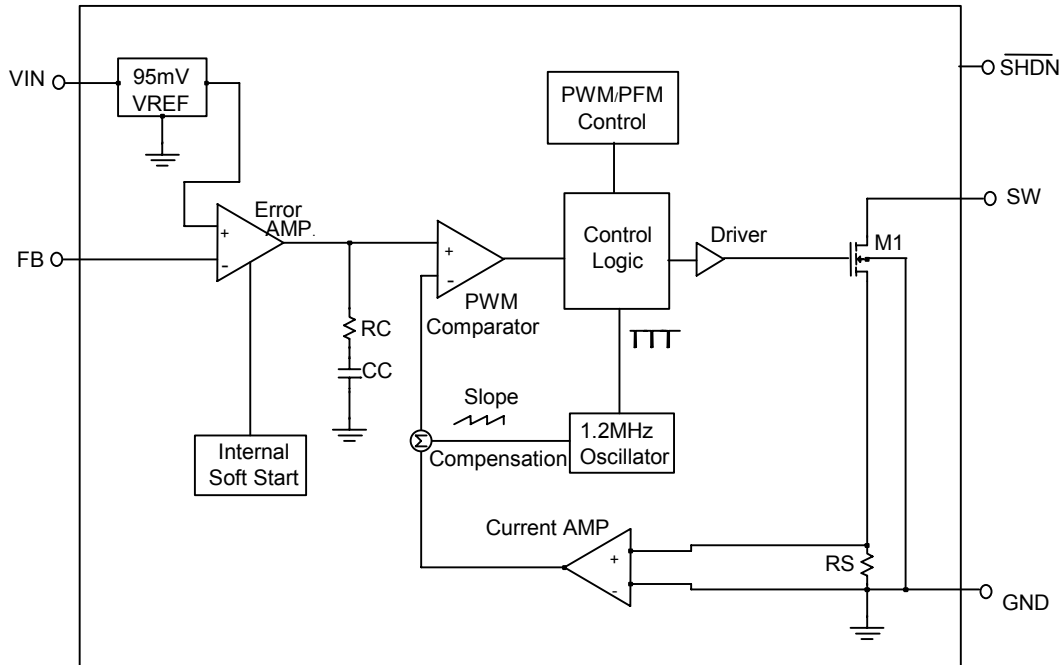 VIN
95mV
VREF
SHDN
PWM/PFM
Control
SW
Error
AMP.
+
-
FB
+
-
PWM
Comparator
Control
Logic
Driver
M1
RC
CC
Slope
Σ
Compensation
1.2MHz
Oscillator
Internal
Soft Start
Current AMP
+
-
RS
GND